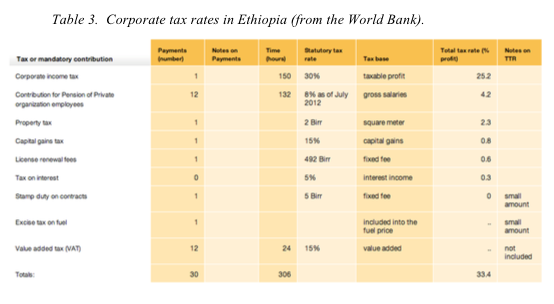 Table 3. Corporate tax rates in Ethiopia (from the World Bank).
Tax or mandatory contribution Payments (number) Notes on Payments Time (hours) Statutory tax rate Tax base Total tax rate (% profit) Notes on TTR
Corporate income tax 1 150 30% taxable profit 25.2
Contribution for Pension of Private organization employees 12 132 8% as of July 2012 gross salaries 4.2
Property tax 1 2 Birr square meter 2.3
Capital gains tax 1 15% capital gains 0.8
License renewal fees 1 492 Birr fixed fee 0.6
Tax on interest 0 5% interest income 0.3
Stamp duty on contracts 1 5 Birr fixed fee 0 small amount
Excise tax on fuel 1 included into the fuel price .. small amount
Value added tax (VAT) 12 24 15% value added .. not included
Totals: 30 306 33.4